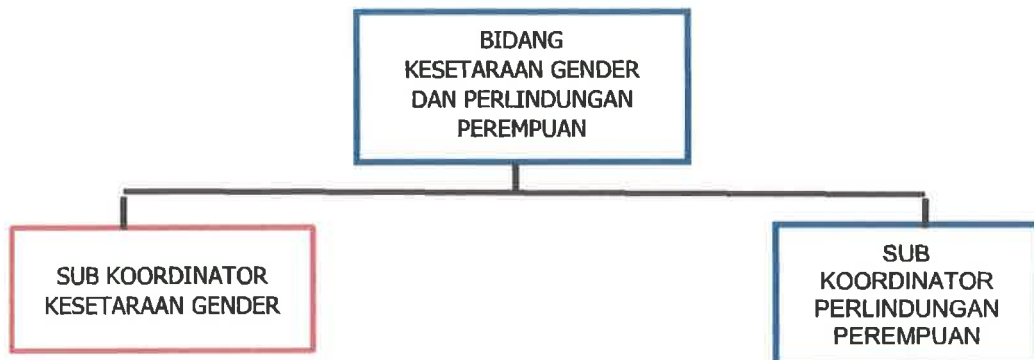 BIDANG
KESETARAAN GENDER
DAN PERLINDUNGAN
PEREMPUAN
SUB KOORDINATOR
KESETARAAN GENDER
SUB
KOORDINATOR
PERLINDUNGAN
PEREMPUAN